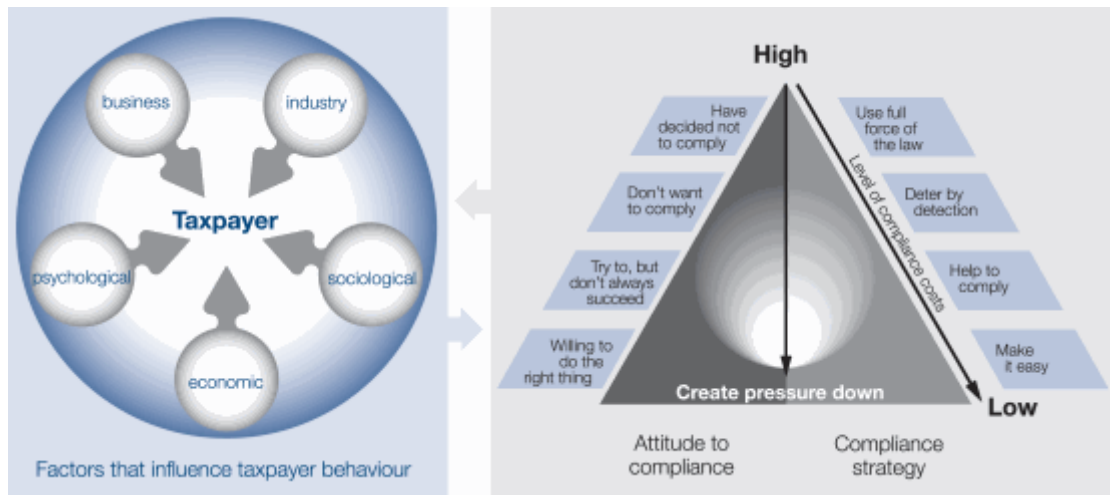 business
industry
Taxpayer
psychological
sociological
economic
Factors that influence taxpayer behaviour
High
Have
decided not
to comply
Don't want
to comply
Try to, but
don't always
succeed
Willing to
do the
right thing
Use full
force of
the law
Deter by
detection
Help to
comply
Make
it easy
Level of compliance costs
Create pressure down
Low
Attitude to
compliance
Compliance
strategy